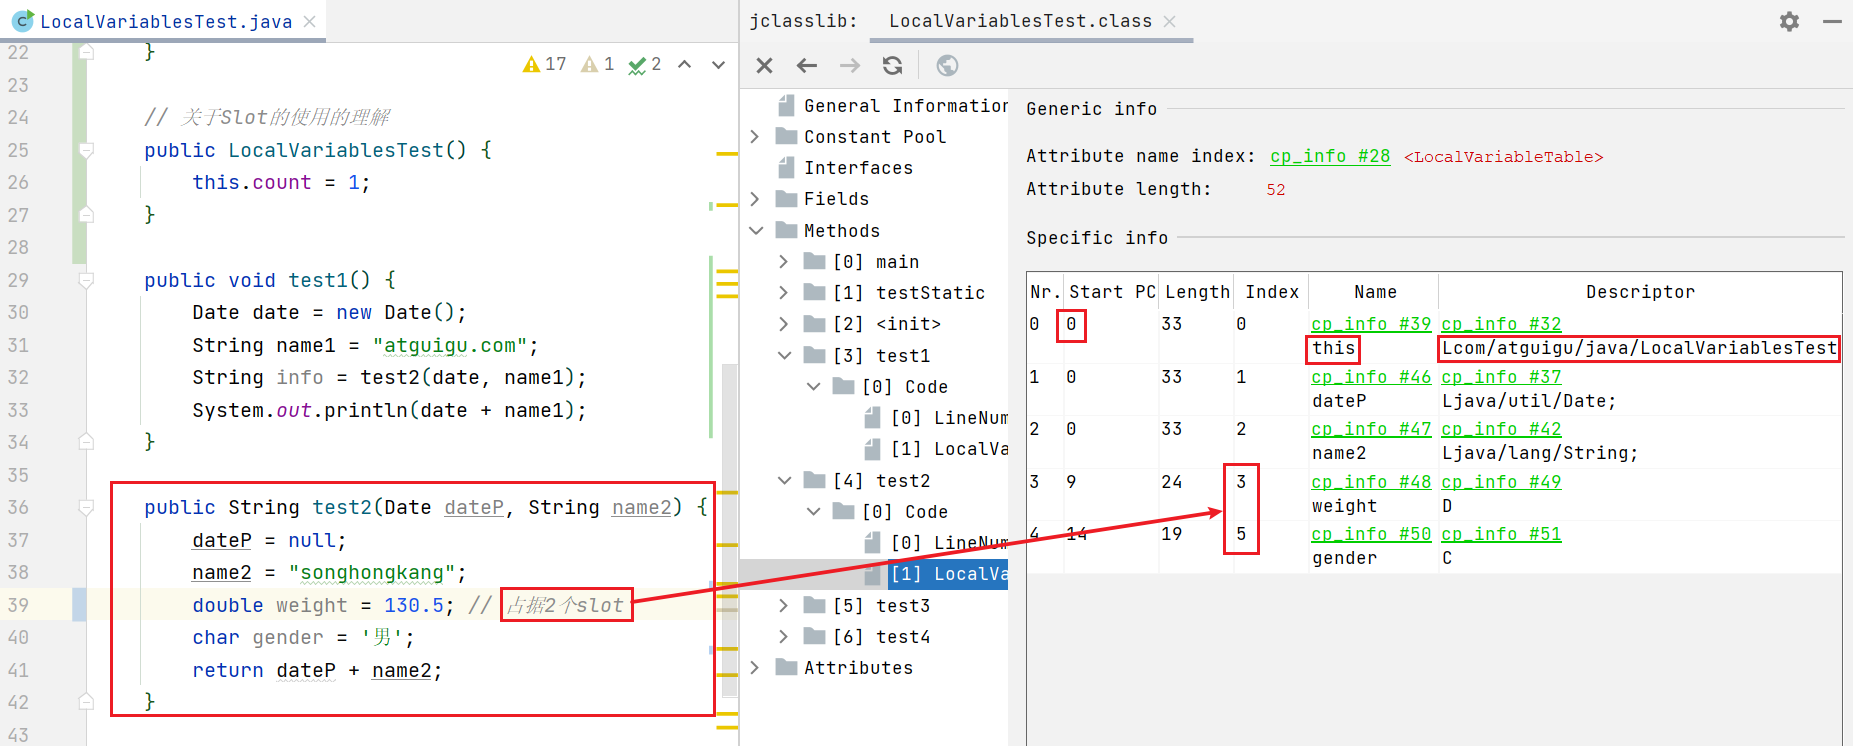 LocalVariablesTest.java
17 1 2
22 }
23
24 // 关于Slot的使用的理解
25 public LocalVariablesTest() {
26 this.count = 1;
27 }
28
29 public void test1() {
30 Date date = new Date();
31 String name1 = "atguigu.com";
32 String info = test2(date, name1);
33 System.out.println(date + name1);
34 }
35
36 public String test2(Date dateP, String name2) {
37 dateP = null;
38 name2 = "songhongkang";
39 double weight = 130.5; // 占据2个slot
40 char gender = '男';
41 return dateP + name2;
42 }
43
jclasslib: LocalVariablesTest.class
General Information
Constant Pool
Interfaces
Fields
Methods
[0] main
[1] testStatic
[2] <init>
[3] test1
[0] Code
[0] LineNum
[1] LocalVa
[4] test2
[0] Code
[0] LineNum
[1] LocalVa
[5] test3
[6] test4
Attributes
Generic info
Attribute name index: cp_info #28 <LocalVariableTable>
Attribute length: 52
Specific info
Nr. Start PC Length Index Name Descriptor
0 0 33 0 cp_info #39 cp_info #32
this Lcom/atguigu/java/LocalVariablesTest
1 0 33 1 cp_info #46 cp_info #37
dateP Ljava/util/Date;
2 0 33 2 cp_info #47 cp_info #42
name2 Ljava/lang/String;
3 9 24 3 cp_info #48 cp_info #49
weight D
4 14 19 5 cp_info #50 cp_info #51
gender C